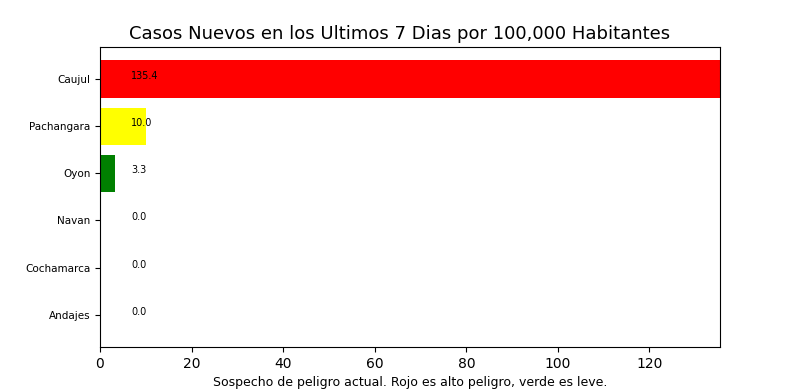 Casos Nuevos en los Ultimos 7 Dias por 100,000 Habitantes
Caujul 135.4
Pachangara 10.0
Oyon 3.3
Navan 0.0
Cochamarca 0.0
Andajes 0.0
0 20 40 60 80 100 120
Sospecho de peligro actual. Rojo es alto peligro, verde es leve.